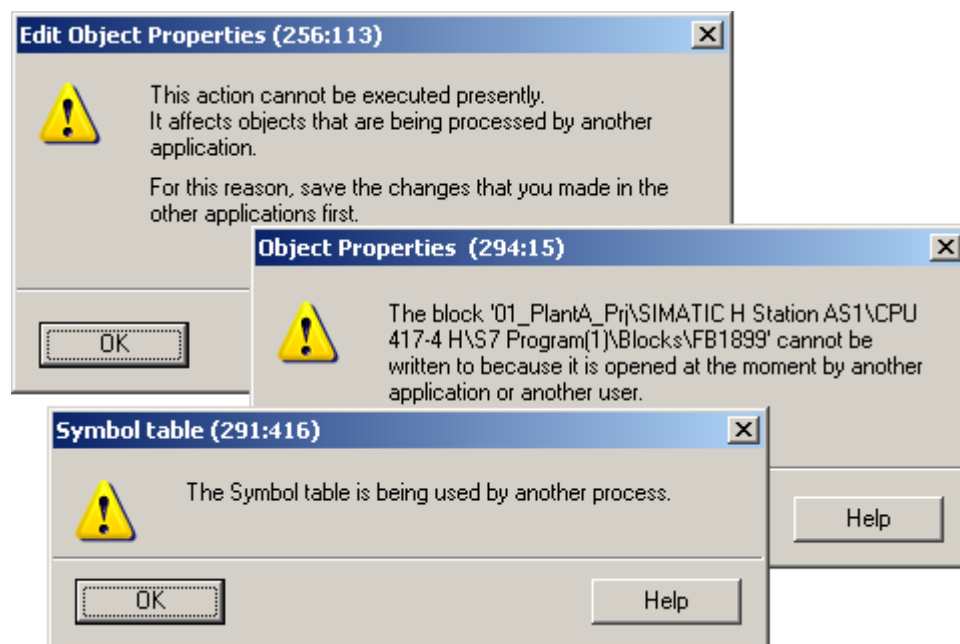 Edit Object Properties (256:113)
This action cannot be executed presently.
It affects objects that are being processed by another
application.
For this reason, save the changes that you made in the
other applications first.
OK
Object Properties  (294:15)
The block '01_PlantA_Prj\SIMATIC H Station AS1\CPU
417-4 H\S7 Program(1)\Blocks\FB1899' cannot be
written to because it is opened at the moment by another
application or another user.
Help
Symbol table (291:416)
The Symbol table is being used by another process.
OK
Help